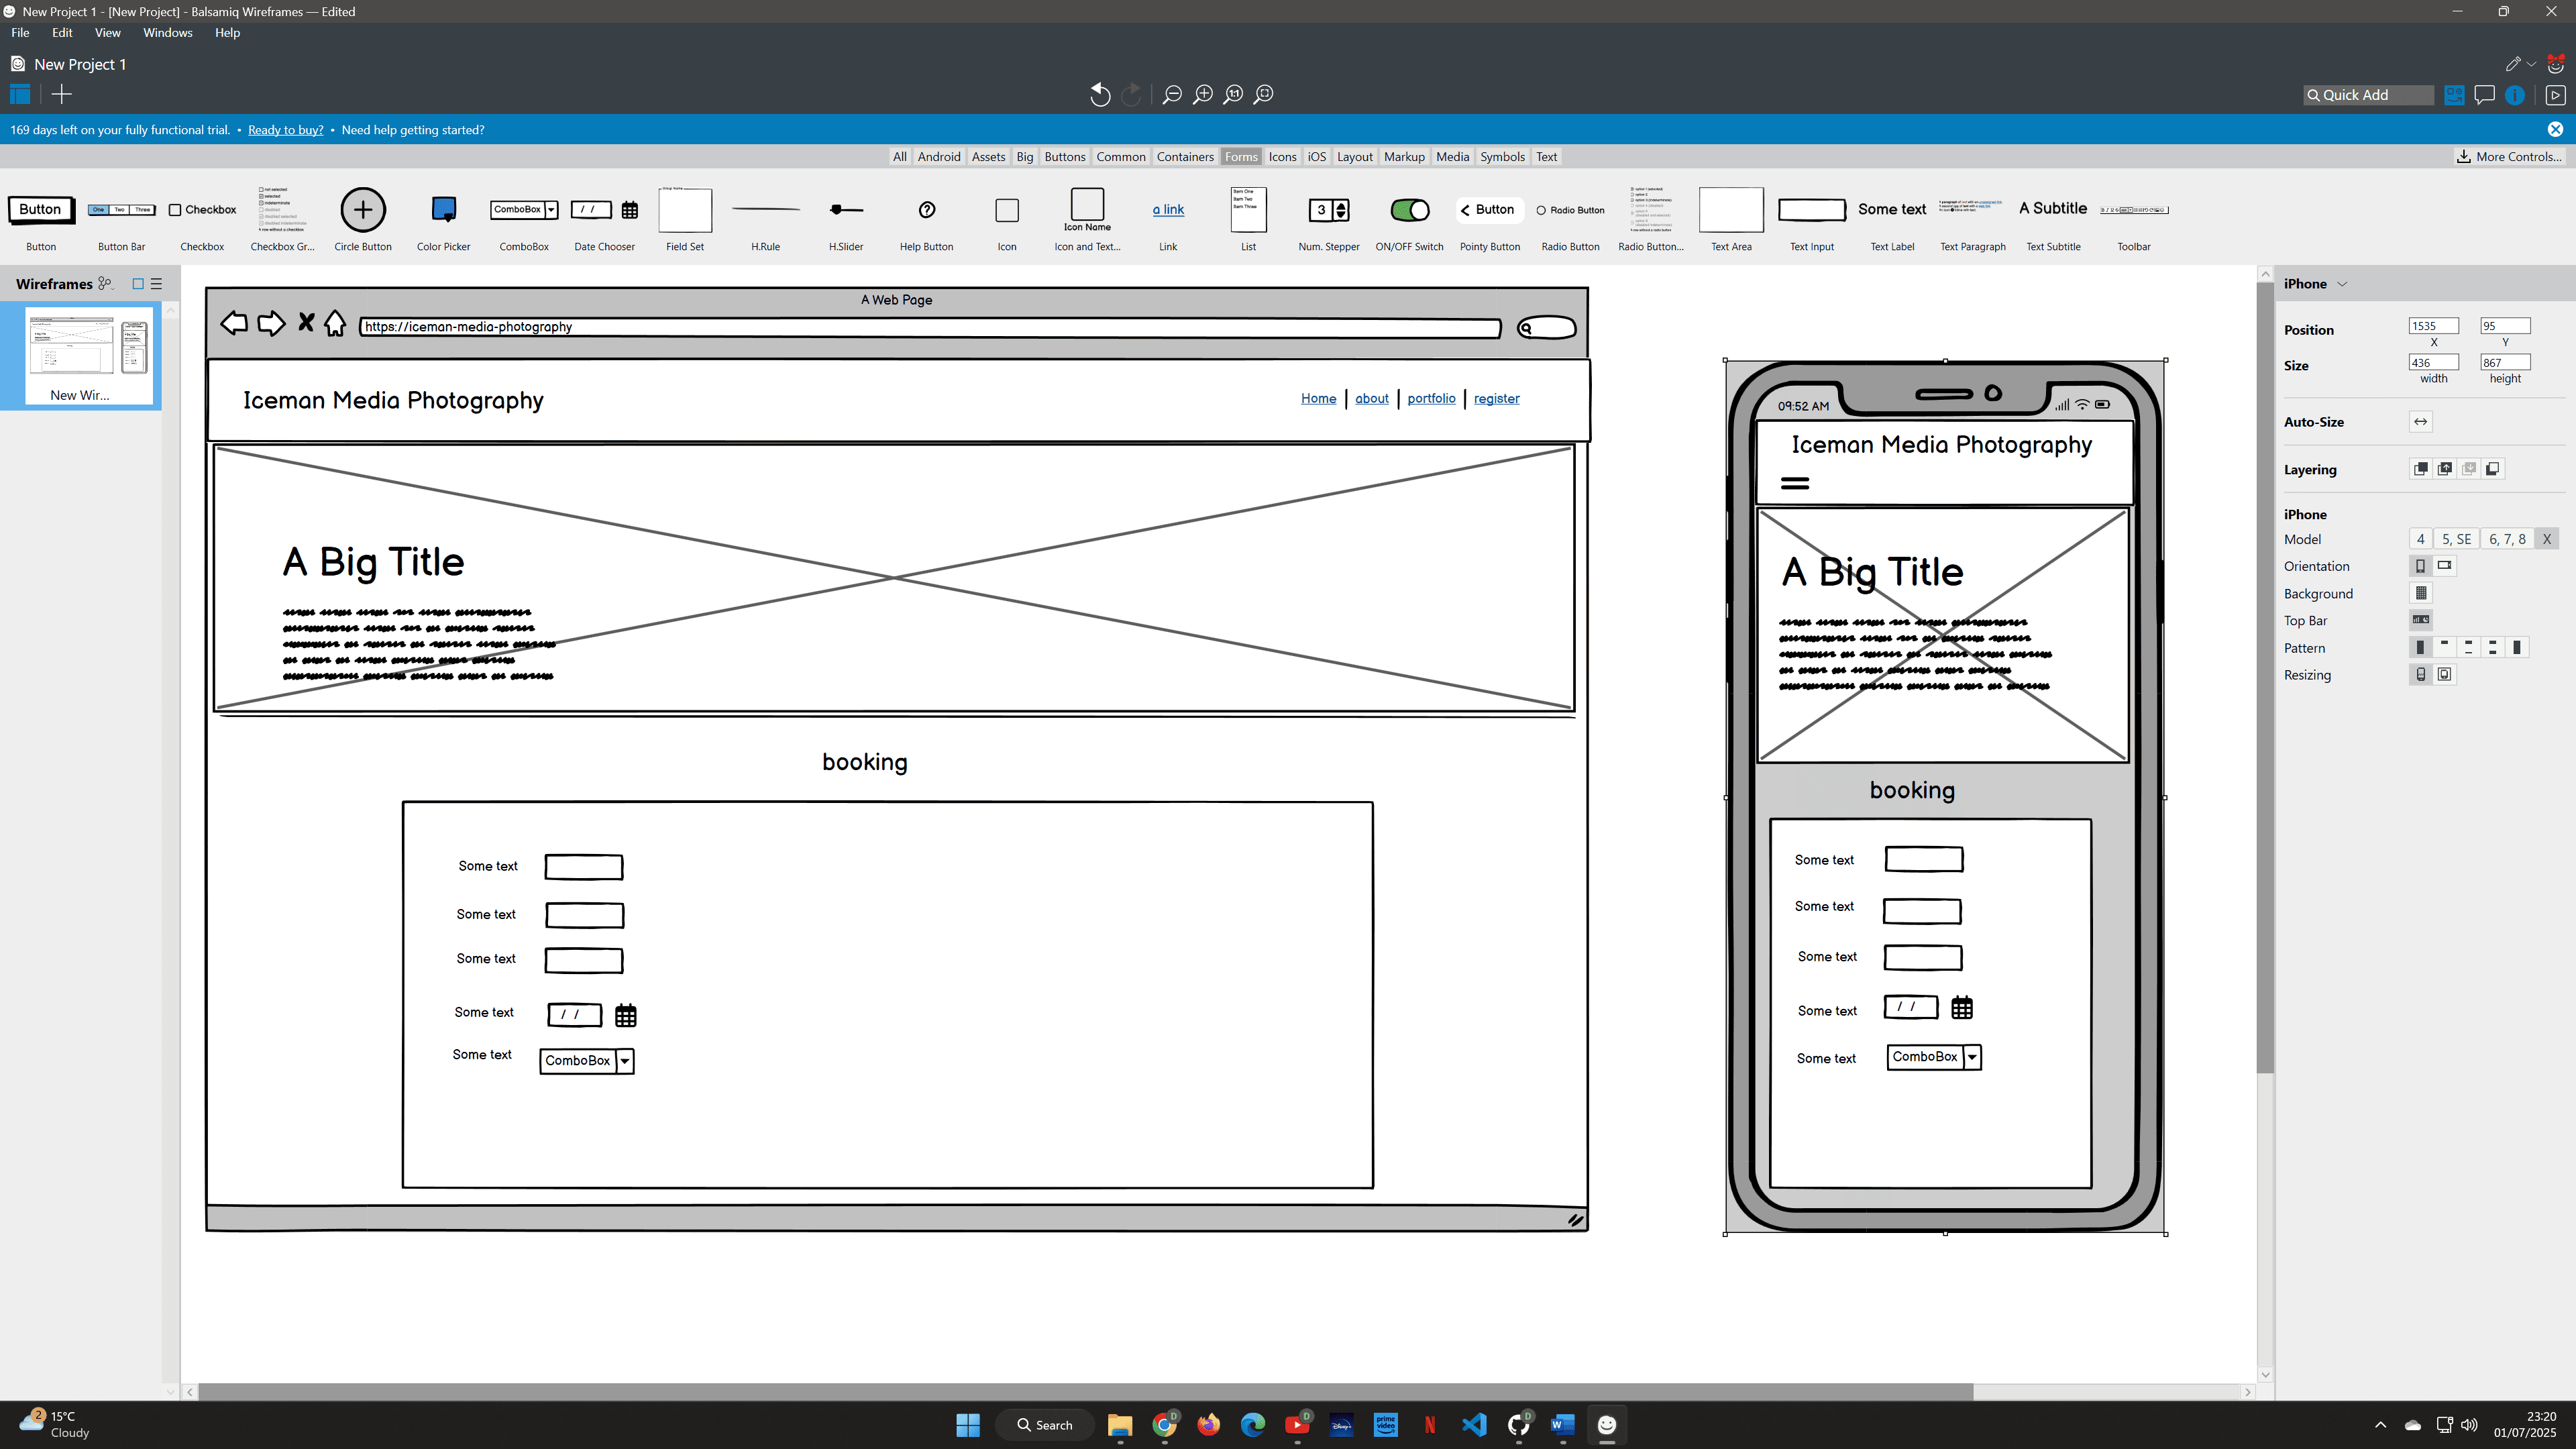 New Project 1 - [New Project] - Balsamiq Wireframes — Edited
File Edit View Windows Help
New Project 1
Quick Add
169 days left on your fully functional trial. • Ready to buy? • Need help getting started?
All Android Assets Big Buttons Common Containers Forms Icons iOS Layout Markup Media Symbols Text
More Controls...
Button One Two Three Checkbox ComboBox / / Icon Name a link Item One Item Two Item Three 3 Button Radio Button Some text A Subtitle
Button Button Bar Checkbox Checkbox Gr... Circle Button Color Picker ComboBox Date Chooser Field Set H.Rule H.Slider Help Button Icon Icon and Text... Link List Num. Stepper ON/OFF Switch Pointy Button Radio Button Radio Button... Text Area Text Input Text Label Text Paragraph Text Subtitle Toolbar
Wireframes
New Wir...
A Web Page
https://iceman-media-photography
Iceman Media Photography
Home about portfolio register
A Big Title
booking
Some text
Some text
Some text
Some text / /
Some text ComboBox
09:52 AM
Iceman Media Photography
A Big Title
booking
Some text
Some text
Some text
Some text / /
Some text ComboBox
iPhone
Position 1535 95
X Y
Size 436 867
width height
Auto-Size
Layering
iPhone
Model 4 5, SE 6, 7, 8 X
Orientation
Background
Top Bar
Pattern
Resizing
2
15°C
Cloudy
Search
D
D
Disney+
prime video
N
D
W
23:20
01/07/2025